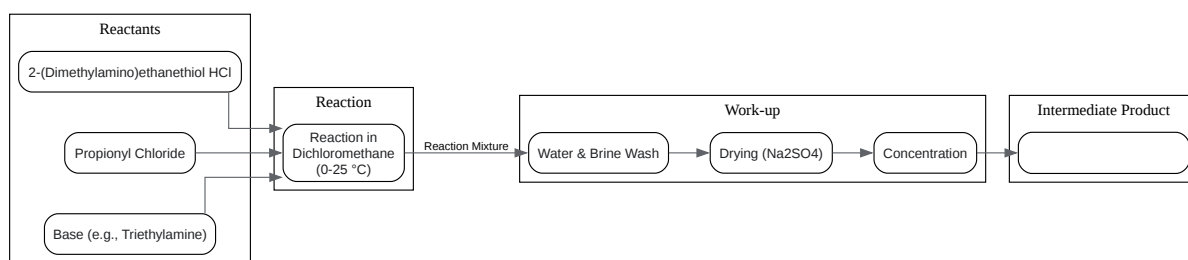 Reactants
2-(Dimethylamino)ethanethiol HCl
Propionyl Chloride
Base (e.g., Triethylamine)
Reaction
Reaction in
Dichloromethane
(0-25 °C)
Reaction Mixture
Work-up
Water & Brine Wash
Drying (Na2SO4)
Concentration
Intermediate Product